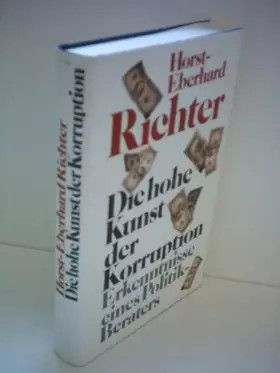 Horst-Eberhard Richter
Die hohe Kunst der Korruption
Horst-
Eberhard
Richter
Die hohe
Kunst
der
Korruption
Erkenntnisse
eines Politik-
Beraters